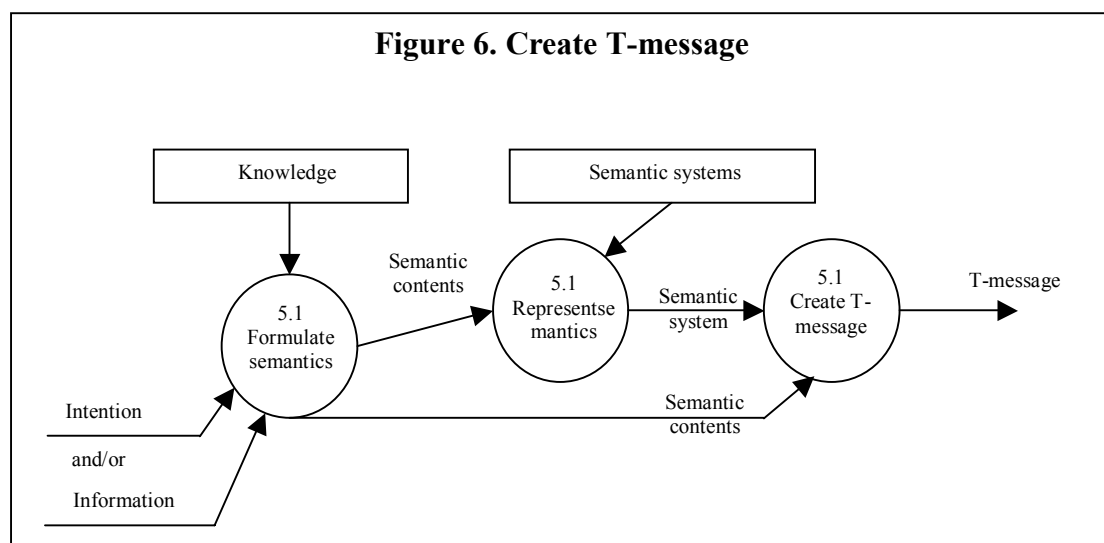 Figure 6. Create T-message
Knowledge
Semantic systems
Semantic
contents
5.1
Formulate
semantics
5.1
Representse
mantics
Semantic
system
5.1
Create T-
message
T-message
Intention
and/or
Information
Semantic
contents